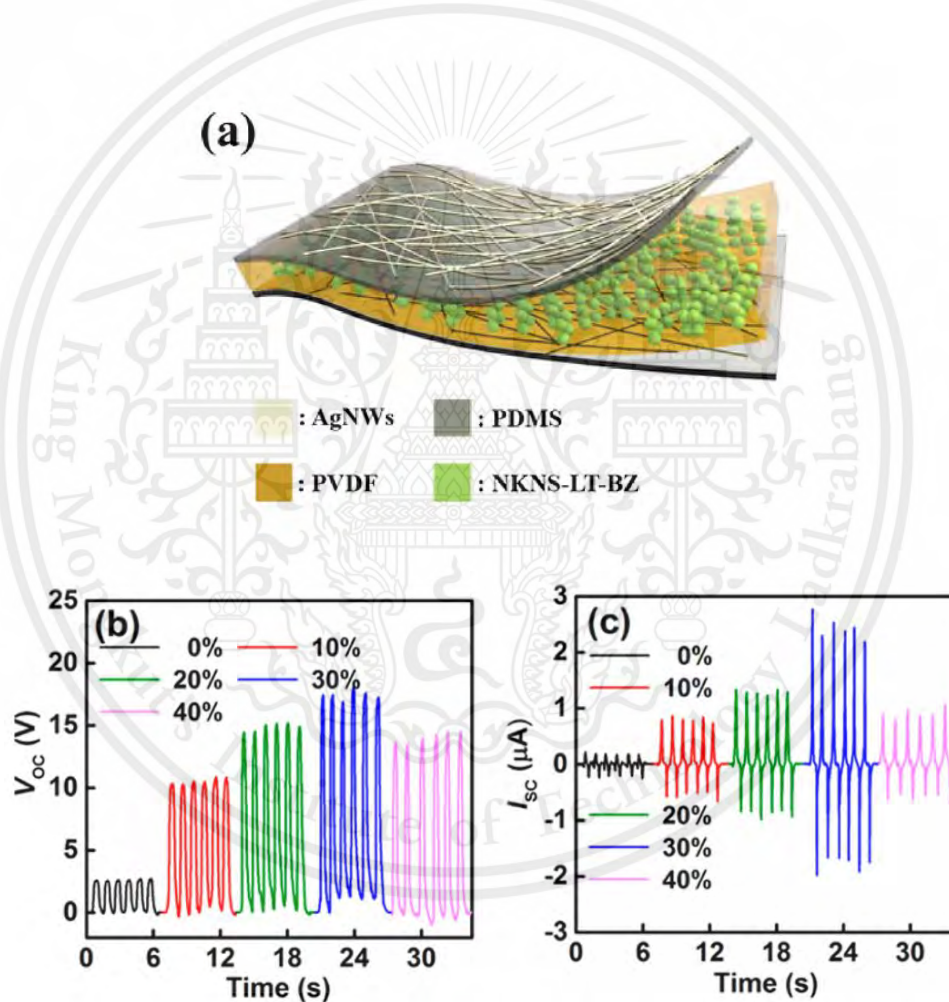 (a)
: AgNWs : PDMS
: PVDF : NKNS-LT-BZ
King Mongkut's Institute of Technology Ladkrabang
(b)
0% 10%
20% 30%
40%
25
20
15
10
5
0
V_OC (V)
0 6 12 18 24 30
Time (s)
(c)
0%
10%
20%
30%
40%
3
2
1
0
-1
-2
-3
I_SC (μA)
0 6 12 18 24 30
Time (s)